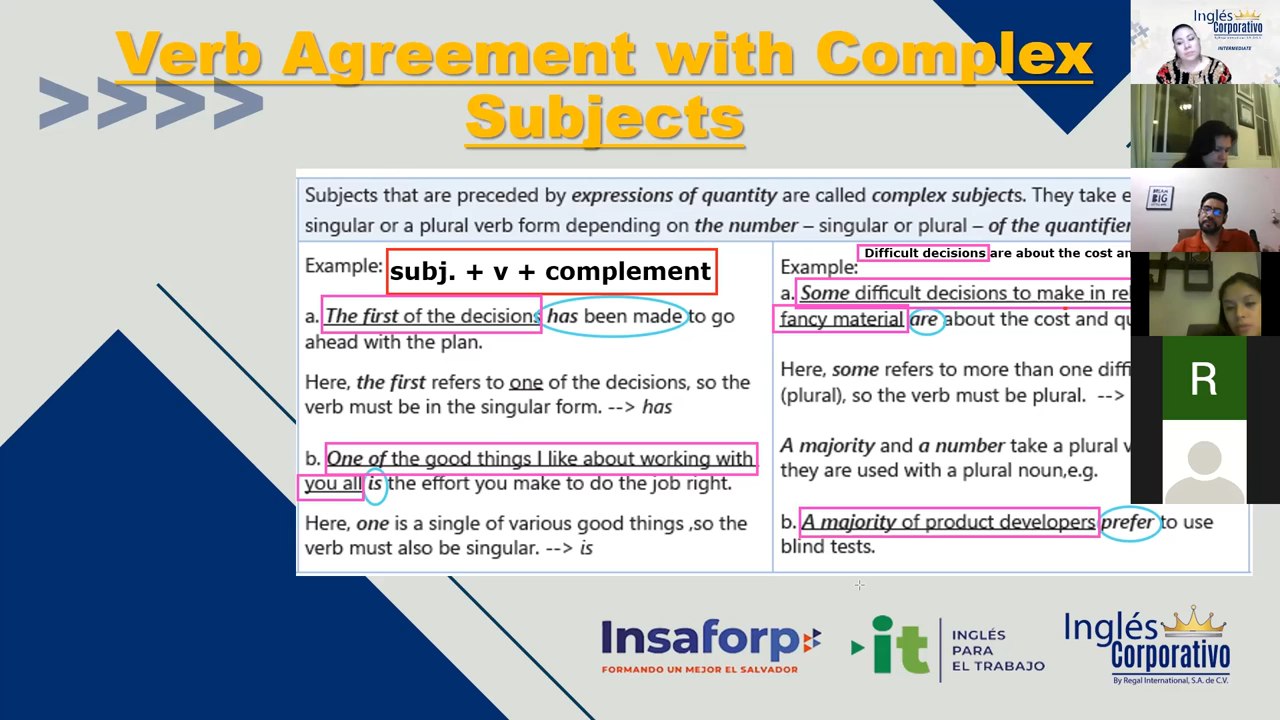 Verb Agreement with Complex
Subjects
>>>>
Subjects that are preceded by expressions of quantity are called complex subjects. They take
singular or a plural verb form depending on the number – singular or plural – of the quantifier
Example:
subj. + v + complement
a. The first of the decisions has been made to go
ahead with the plan.
Here, the first refers to one of the decisions, so the
verb must be in the singular form. --> has
b. One of the good things I like about working with
you all is the effort you make to do the job right.
Here, one is a single of various good things ,so the
verb must also be singular. --> is
Difficult decisions are about the cost
Example:
a. Some difficult decisions to make in
fancy material are about the cost and
Here, some refers to more than one
(plural), so the verb must be plural. -->
A majority and a number take a plural
they are used with a plural noun,e.g.
b. A majority of product developers prefer to use
blind tests.
Inglés
Corporativo
INTERMEDIATE
DREAM
BIG
R
Insaforp
FORMANDO UN MEJOR EL SALVADOR
it
INGLÉS
PARA
EL TRABAJO
Inglés
Corporativo
By Regal International, S.A. de C.V.